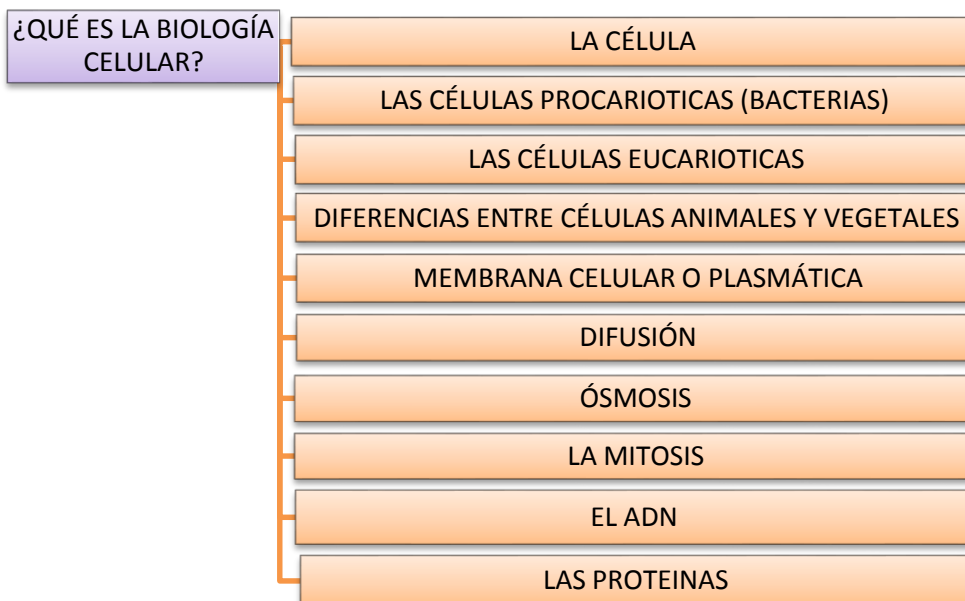 ¿QUÉ ES LA BIOLOGÍA
CELULAR?
LA CÉLULA
LAS CÉLULAS PROCARIOTICAS (BACTERIAS)
LAS CÉLULAS EUCARIOTICAS
DIFERENCIAS ENTRE CÉLULAS ANIMALES Y VEGETALES
MEMBRANA CELULAR O PLASMÁTICA
DIFUSIÓN
ÓSMOSIS
LA MITOSIS
EL ADN
LAS PROTEINAS